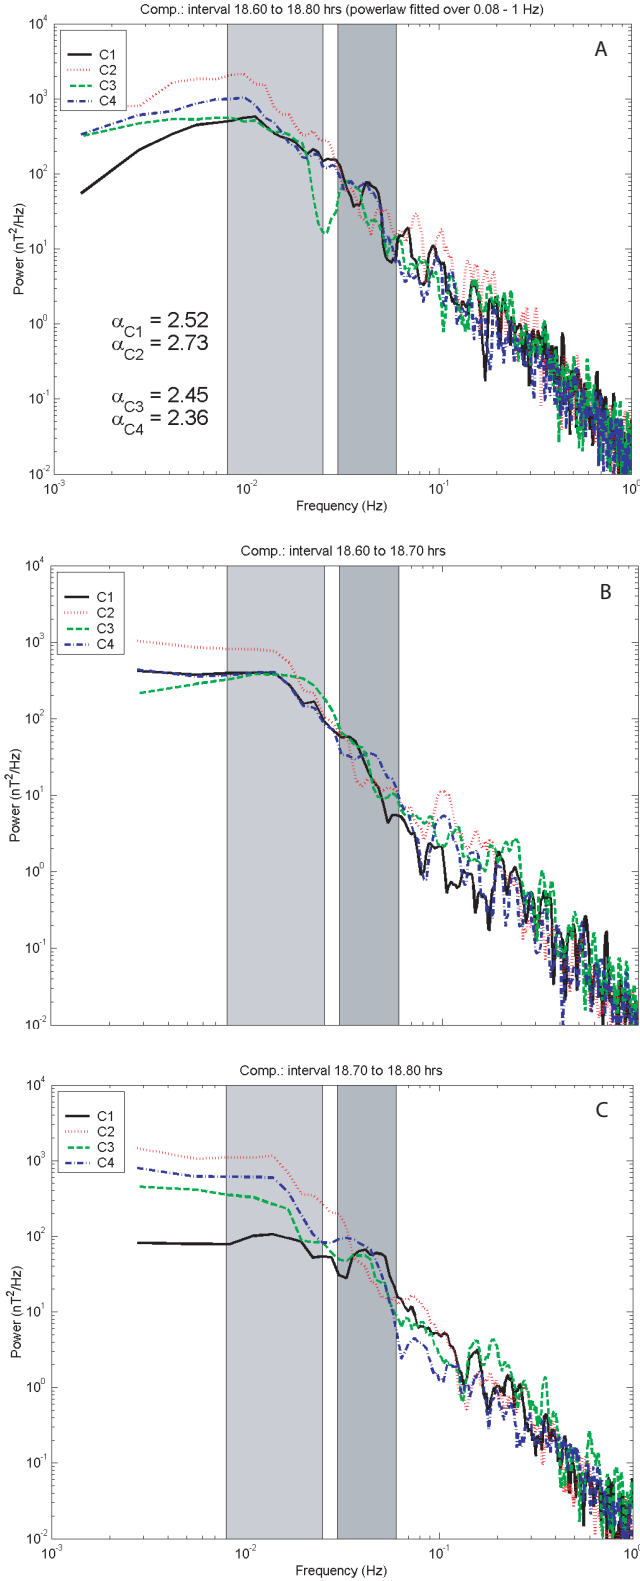 Comp.: interval 18.60 to 18.80 hrs (powerlaw fitted over 0.08 - 1 Hz)
A
C1
C2
C3
C4
10^4
10^3
10^2
10^1
10^0
10^-1
10^-2
Power (nT^2/Hz)
α_C1 = 2.52
α_C2 = 2.73
α_C3 = 2.45
α_C4 = 2.36
10^-3
10^-2
10^-1
10^0
Frequency (Hz)
Comp.: interval 18.60 to 18.70 hrs
B
C1
C2
C3
C4
10^4
10^3
10^2
10^1
10^0
10^-1
10^-2
Power (nT^2/Hz)
Comp.: interval 18.70 to 18.80 hrs
C
C1
C2
C3
C4
10^4
10^3
10^2
10^1
10^0
10^-1
10^-2
Power (nT^2/Hz)
10^-3
10^-2
10^-1
10^0
Frequency (Hz)